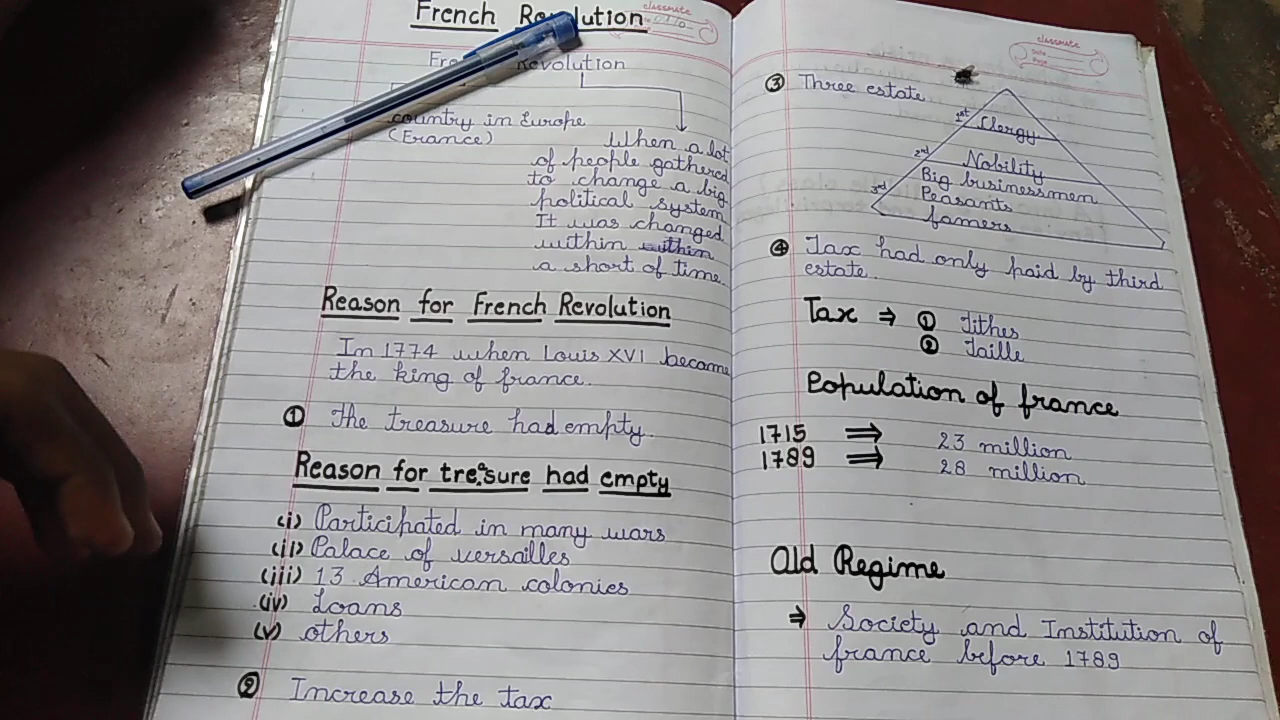 French Revolution
Revolution
country in Europe
(France)
When a lot
of people gathered
to change a big
political system
It was changed
within within
a short of time.
Reason for French Revolution
In 1774 when Louis XVI became
the king of france.
① The treasure had empty.
Reason for treasure had empty
(i) Participated in many wars
(ii) Palace of versailles
(iii) 13 American colonies
(iv) Loans
(v) others
② Increase the tax
classmate
classmate
Date
Page
③ Three estate
1st Clergy
2nd Nobility
Big businessmen
3rd Peasants
famers
④ Tax had only paid by third
estate.
Tax ⇒ ① Tithes
② Taille
Population of france
1715 ⇒ 23 million
1789 ⇒ 28 million
Old Regime
⇒ Society and Institution of
france before 1789